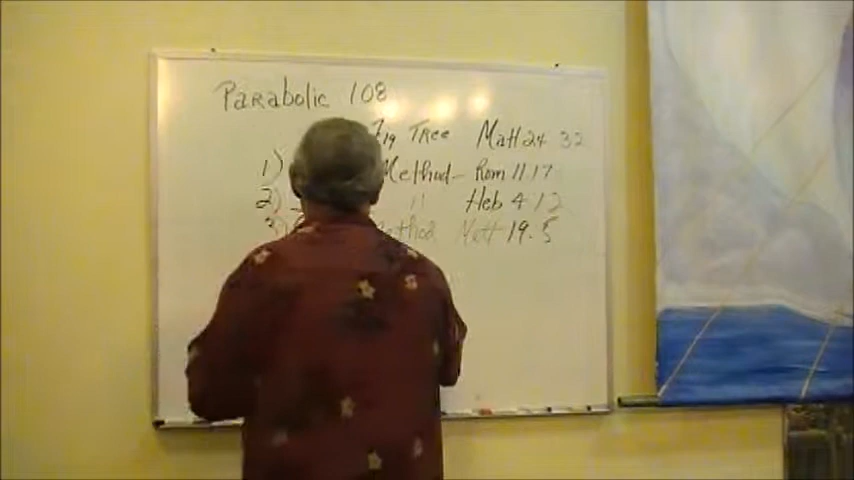 Parabolic 108
Fig Tree Matt 24 32
1) Method - Rom 11 17
2) " Heb 4 12
3) Method Matt 19. 5